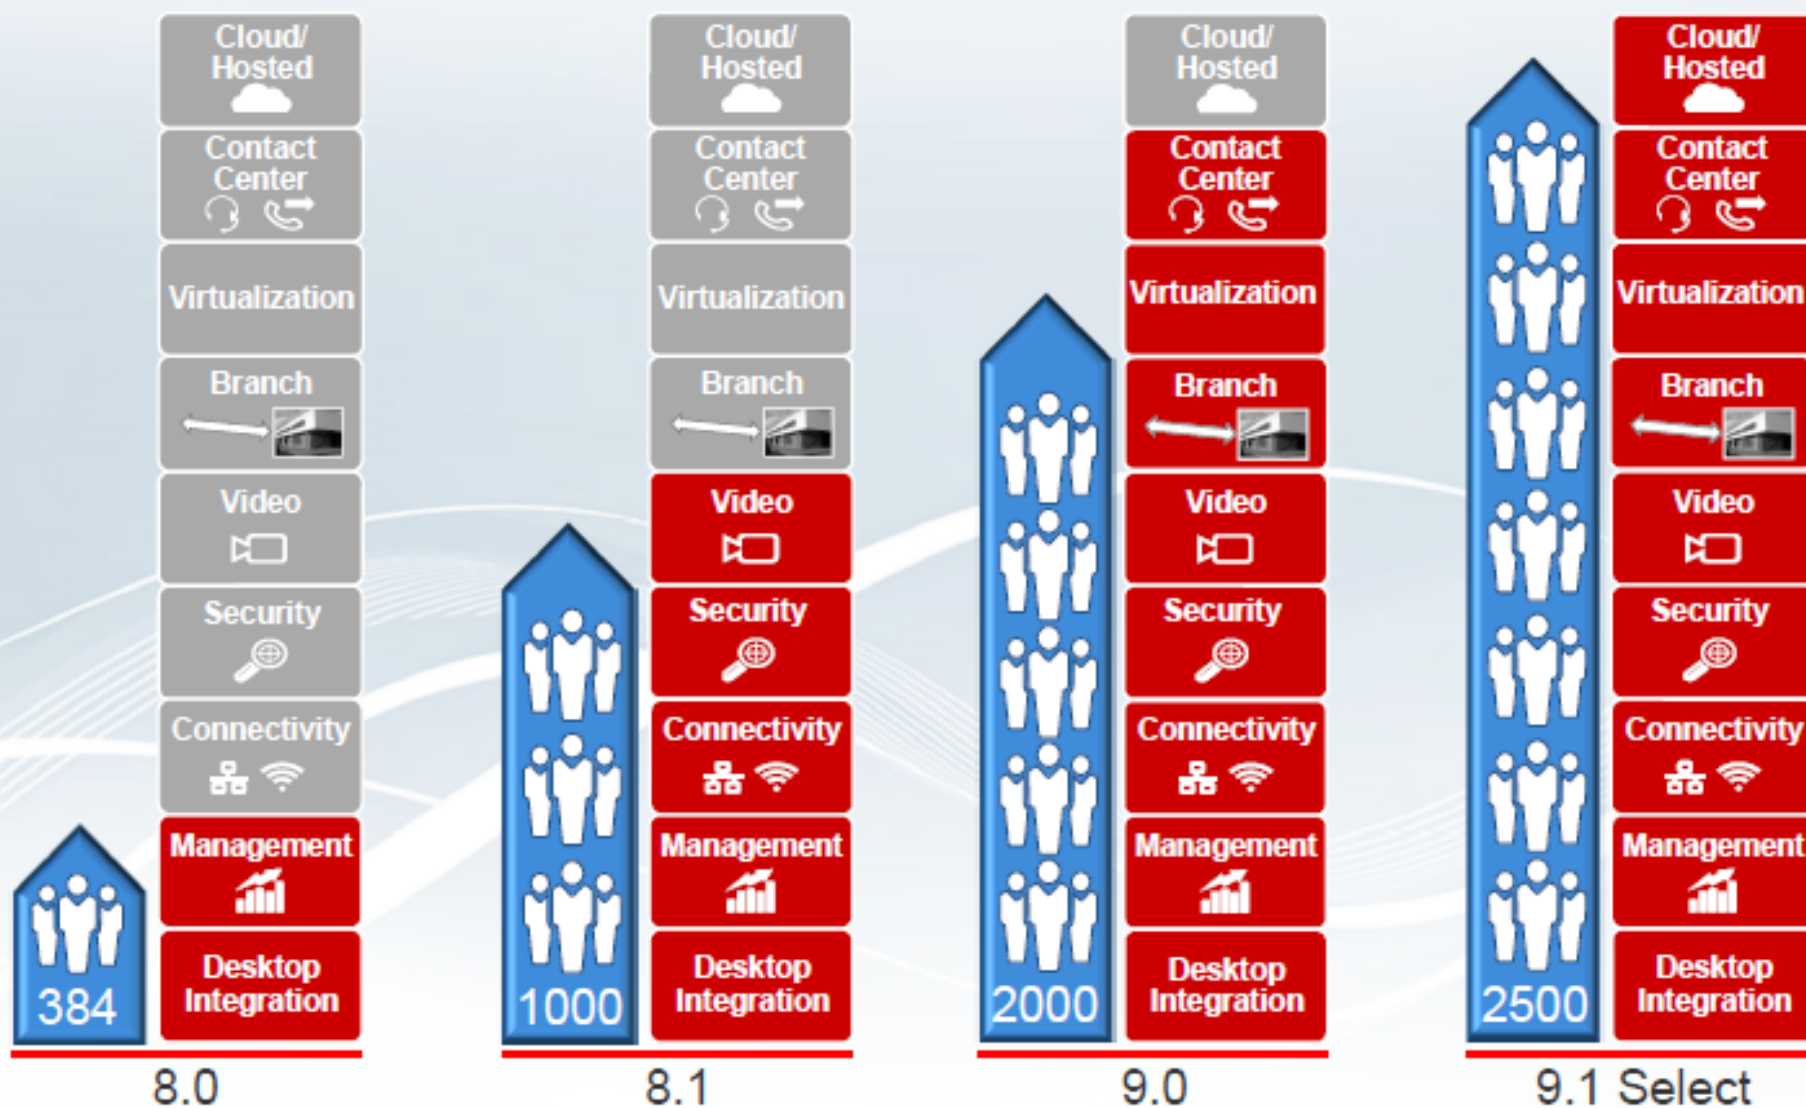 Cloud/
Hosted
Contact
Center
Virtualization
Branch
Video
Security
Connectivity
Management
Desktop
Integration
384
8.0
Cloud/
Hosted
Contact
Center
Virtualization
Branch
Video
Security
Connectivity
Management
Desktop
Integration
1000
8.1
Cloud/
Hosted
Contact
Center
Virtualization
Branch
Video
Security
Connectivity
Management
Desktop
Integration
2000
9.0
Cloud/
Hosted
Contact
Center
Virtualization
Branch
Video
Security
Connectivity
Management
Desktop
Integration
2500
9.1 Select